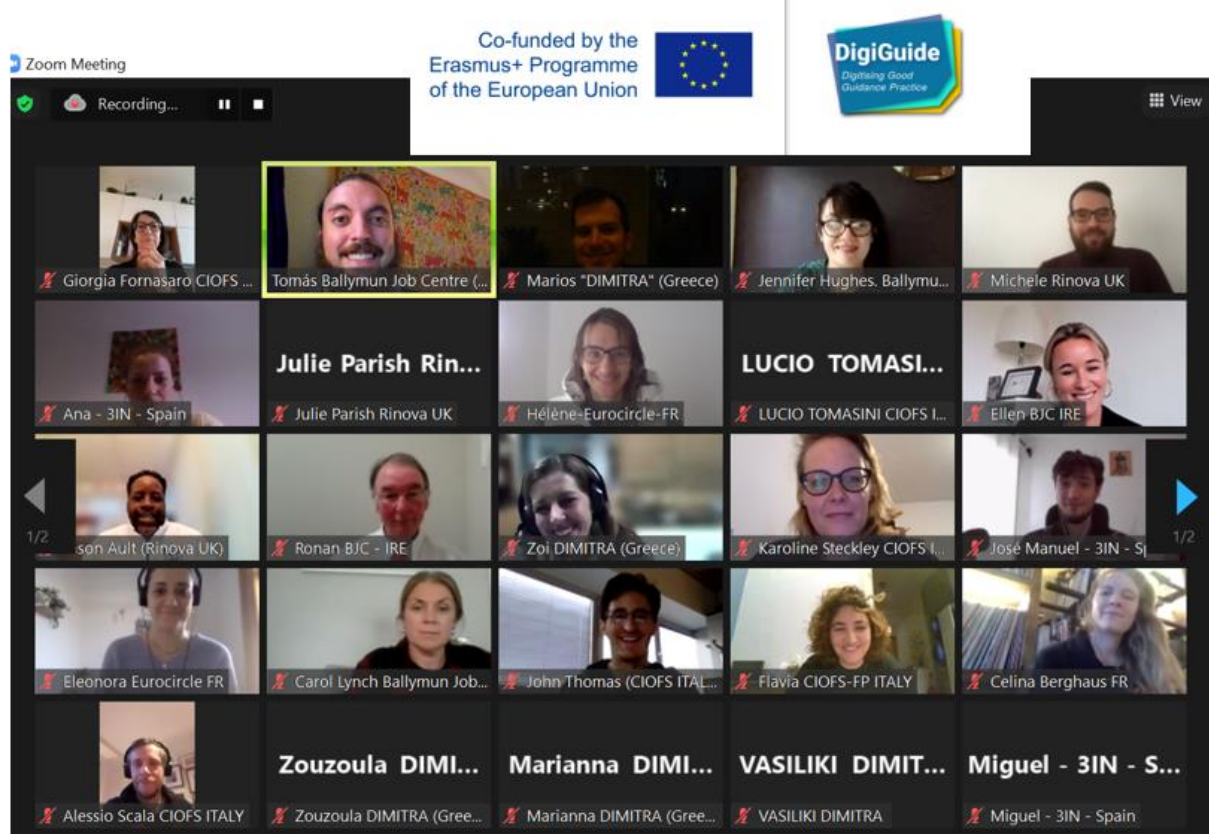 Co-funded by the
Erasmus+ Programme
of the European Union
DigiGuide
Digitising Good
Guidance Practice
Zoom Meeting
Recording...
View
Giorgia Fornasaro CIOFS ...
Tomás Ballymun Job Centre (...
Marios "DIMITRA" (Greece)
Jennifer Hughes. Ballymu...
Michele Rinova UK
Ana - 3IN - Spain
Julie Parish Rin...
Julie Parish Rinova UK
Hélène-Eurocircle-FR
LUCIO TOMASI...
LUCIO TOMASINI CIOFS I...
Ellen BJC IRE
1/2
son Ault (Rinova UK)
Ronan BJC - IRE
Zoi DIMITRA (Greece)
Karoline Steckley CIOFS I...
José Manuel - 3IN - S
1/2
Eleonora Eurocircle FR
Carol Lynch Ballymun Job...
John Thomas (CIOFS ITAL...
Flavia CIOFS-FP ITALY
Celina Berghaus FR
Alessio Scala CIOFS ITALY
Zouzoula DIMI...
Zouzoula DIMITRA (Gree...
Marianna DIMI...
Marianna DIMITRA (Gree...
VASILIKI DIMIT...
VASILIKI DIMITRA
Miguel - 3IN - S...
Miguel - 3IN - Spain